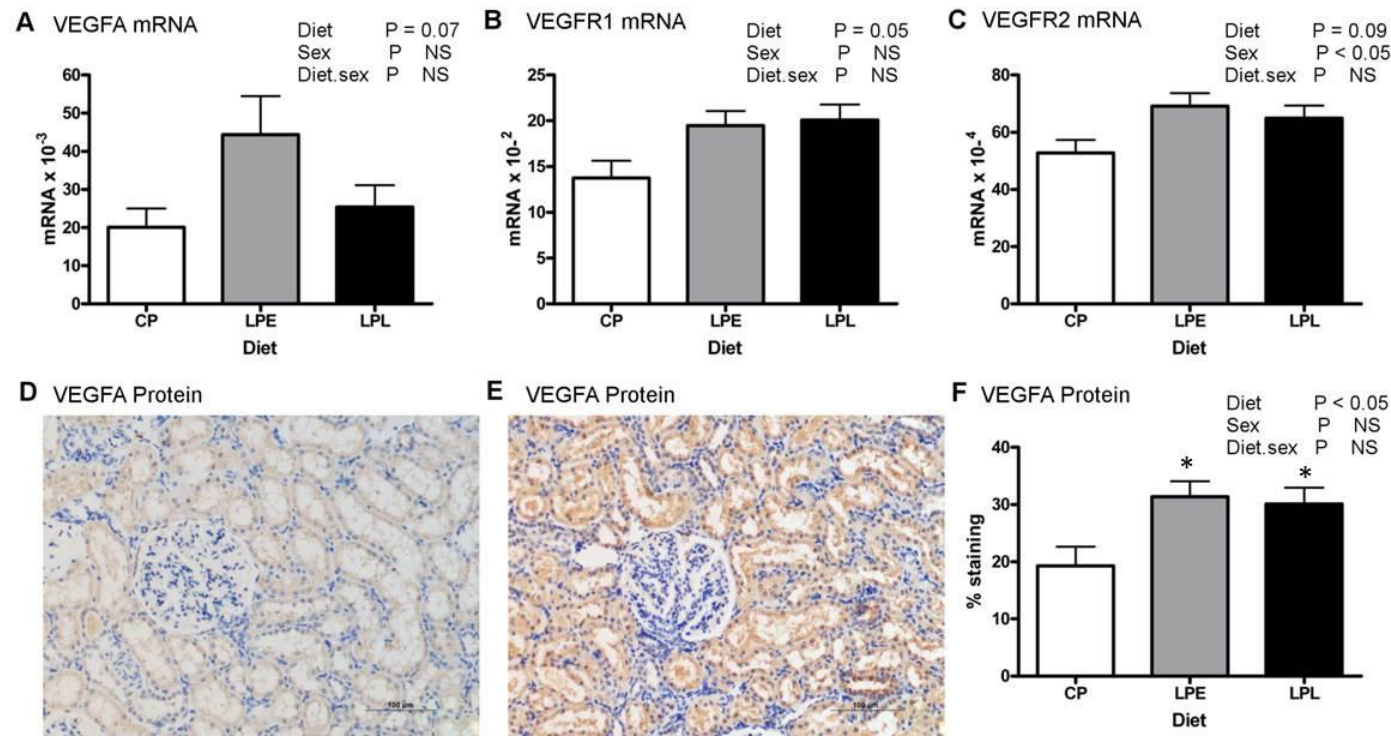 A VEGFA mRNA
Diet P = 0.07
Sex P NS
Diet.sex P NS
mRNA x 10-3
60
50
40
30
20
10
0
CP LPE LPL
Diet
B VEGFR1 mRNA
Diet P = 0.05
Sex P NS
Diet.sex P NS
mRNA x 10-2
25
20
15
10
5
0
CP LPE LPL
Diet
C VEGFR2 mRNA
Diet P = 0.09
Sex P < 0.05
Diet.sex P NS
mRNA x 10-4
80
60
40
20
0
CP LPE LPL
Diet
D VEGFA Protein
100 μm
E VEGFA Protein
100 μm
F VEGFA Protein
Diet P < 0.05
Sex P NS
Diet.sex P NS
% staining
40
30
20
10
0
* *
CP LPE LPL
Diet